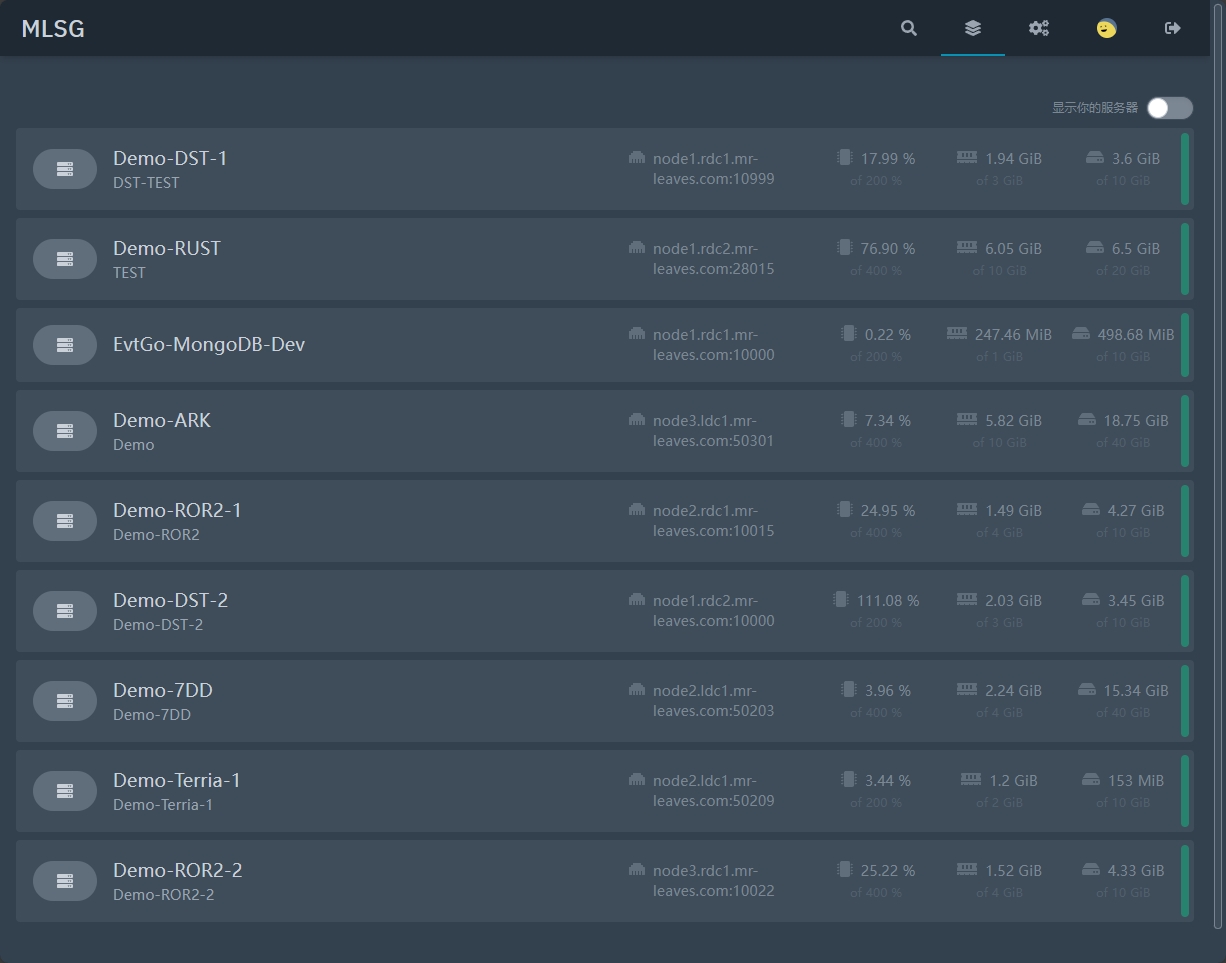 MLSG
显示你的服务器
Demo-DST-1
DST-TEST
node1.rdc1.mr-
leaves.com:10999
17.99 %
of 200 %
1.94 GiB
of 3 GiB
3.6 GiB
of 10 GiB
Demo-RUST
TEST
node1.rdc2.mr-
leaves.com:28015
76.90 %
of 400 %
6.05 GiB
of 10 GiB
6.5 GiB
of 20 GiB
EvtGo-MongoDB-Dev
node1.rdc1.mr-
leaves.com:10000
0.22 %
of 200 %
247.46 MiB
of 1 GiB
498.68 MiB
of 10 GiB
Demo-ARK
Demo
node3.ldc1.mr-
leaves.com:50301
7.34 %
of 400 %
5.82 GiB
of 10 GiB
18.75 GiB
of 40 GiB
Demo-ROR2-1
Demo-ROR2
node2.rdc1.mr-
leaves.com:10015
24.95 %
of 400 %
1.49 GiB
of 4 GiB
4.27 GiB
of 10 GiB
Demo-DST-2
Demo-DST-2
node1.rdc2.mr-
leaves.com:10000
111.08 %
of 200 %
2.03 GiB
of 3 GiB
3.45 GiB
of 10 GiB
Demo-7DD
Demo-7DD
node2.ldc1.mr-
leaves.com:50203
3.96 %
of 400 %
2.24 GiB
of 4 GiB
15.34 GiB
of 40 GiB
Demo-Terria-1
Demo-Terria-1
node2.ldc1.mr-
leaves.com:50209
3.44 %
of 200 %
1.2 GiB
of 2 GiB
153 MiB
of 10 GiB
Demo-ROR2-2
Demo-ROR2-2
node3.rdc1.mr-
leaves.com:10022
25.22 %
of 400 %
1.52 GiB
of 4 GiB
4.33 GiB
of 10 GiB